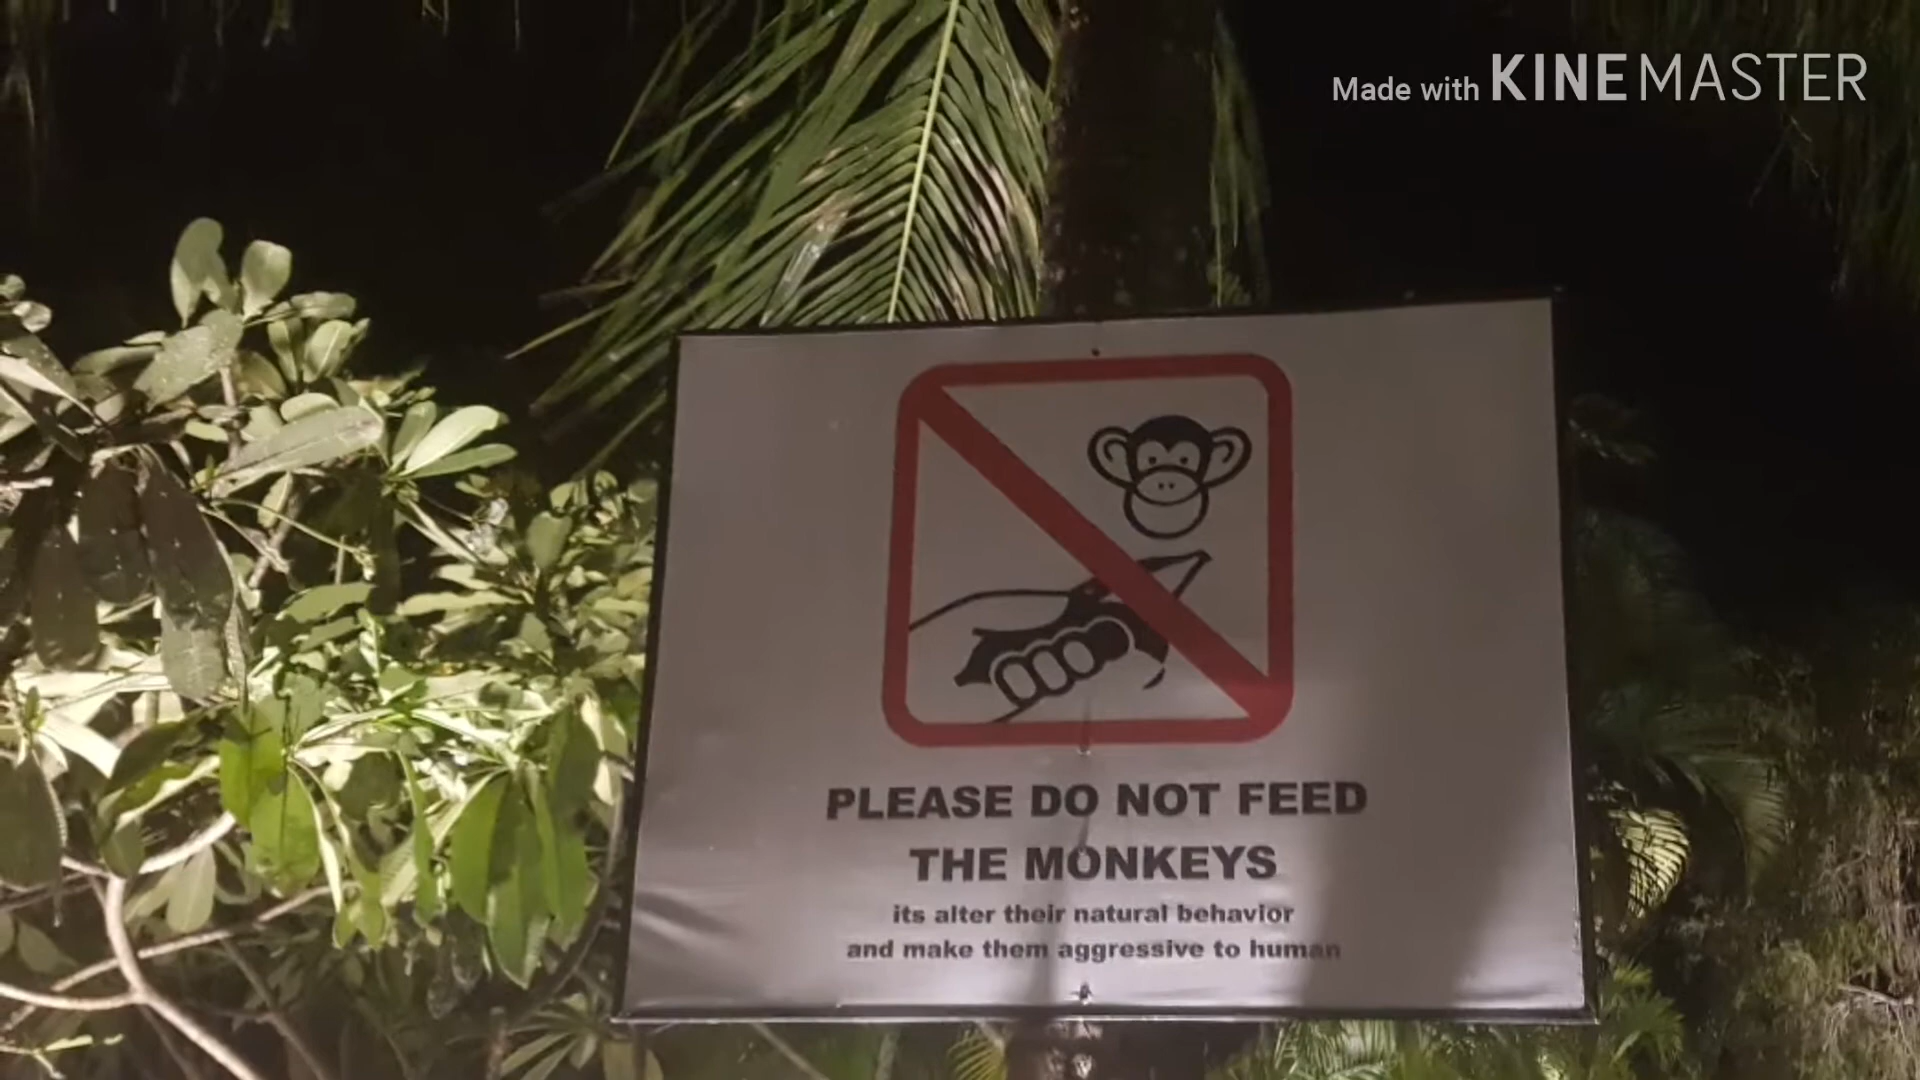 Made with KINEMASTER
PLEASE DO NOT FEED
THE MONKEYS
its alter their natural behavior
and make them aggressive to human